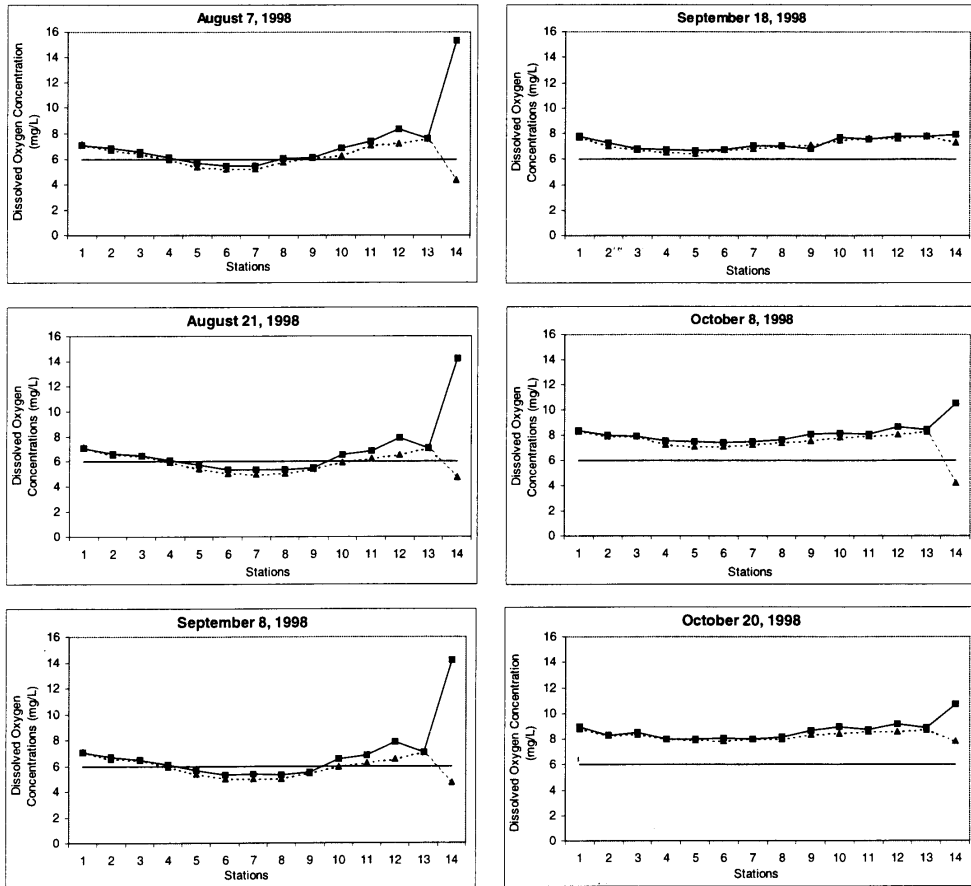 August 7, 1998
Dissolved Oxygen Concentration
(mg/L)
16
14
12
10
8
6
4
2
0
1 2 3 4 5 6 7 8 9 10 11 12 13 14
Stations
September 18, 1998
Dissolved Oxygen
Concentrations (mg/L)
16
14
12
10
8
6
4
2
0
1 2 3 4 5 6 7 8 9 10 11 12 13 14
Stations
August 21, 1998
Dissolved Oxygen
Concentrations (mg/L)
16
14
12
10
8
6
4
2
0
1 2 3 4 5 6 7 8 9 10 11 12 13 14
Stations
October 8, 1998
Dissolved Oxygen
Concentrations (mg/L)
16
14
12
10
8
6
4
2
0
1 2 3 4 5 6 7 8 9 10 11 12 13 14
Stations
September 8, 1998
Dissolved Oxygen
Concentrations (mg/L)
16
14
12
10
8
6
4
2
0
1 2 3 4 5 6 7 8 9 10 11 12 13 14
Stations
October 20, 1998
Dissolved Oxygen Concentration
(mg/L)
16
14
12
10
8
6
4
2
0
1 2 3 4 5 6 7 8 9 10 11 12 13 14
Stations